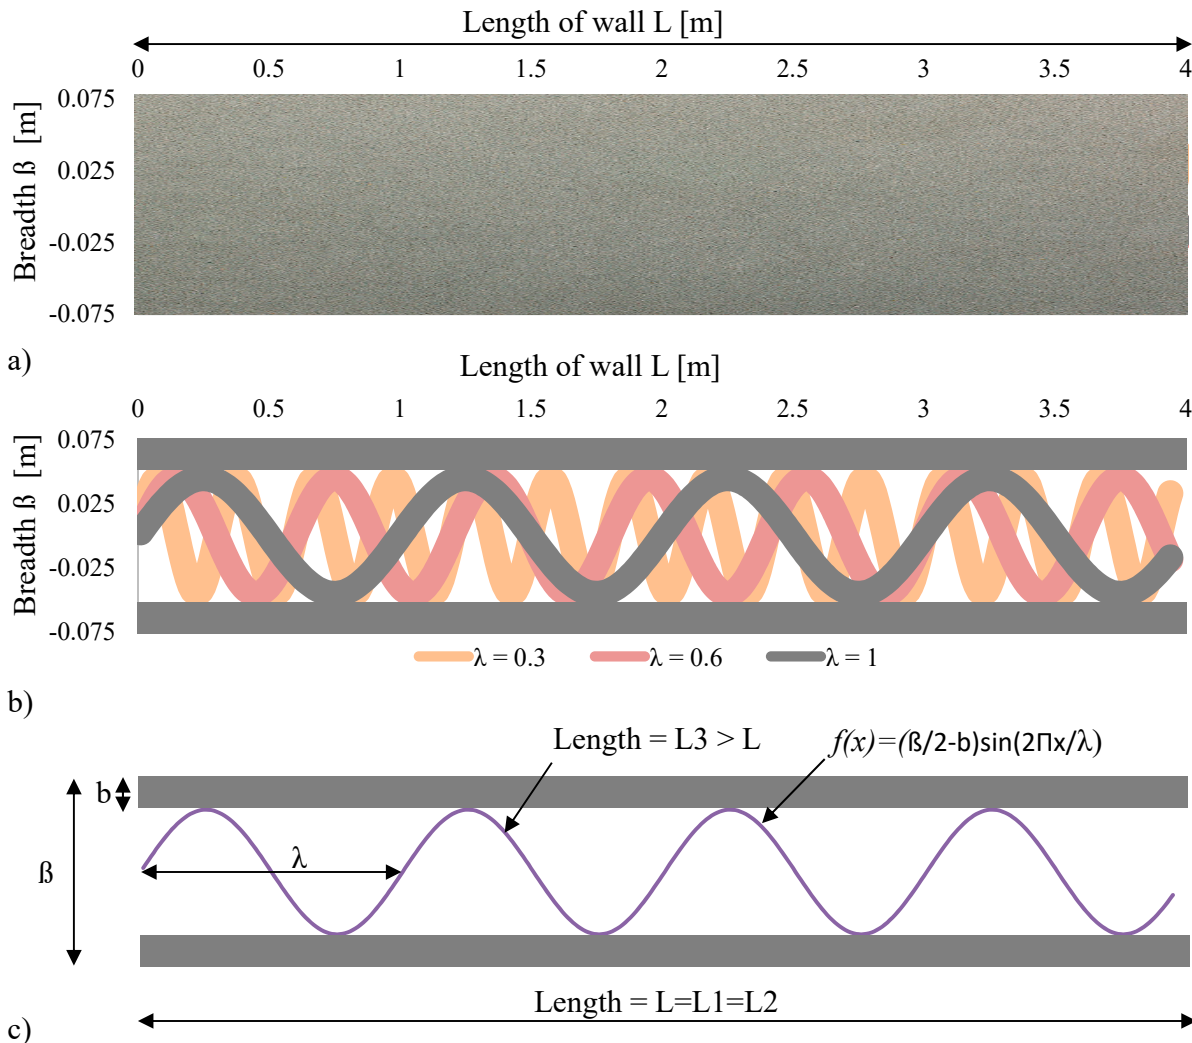 Length of wall L [m]
0 0.5 1 1.5 2 2.5 3 3.5 4
Breadth ß [m]
0.075
0.025
-0.025
-0.075
a)
Length of wall L [m]
0 0.5 1 1.5 2 2.5 3 3.5 4
Breadth ß [m]
0.075
0.025
-0.025
-0.075
λ = 0.3 λ = 0.6 λ = 1
b)
Length = L3 > L
f(x)=(ß/2-b)sin(2Πx/λ)
b
λ
ß
Length = L=L1=L2
c)